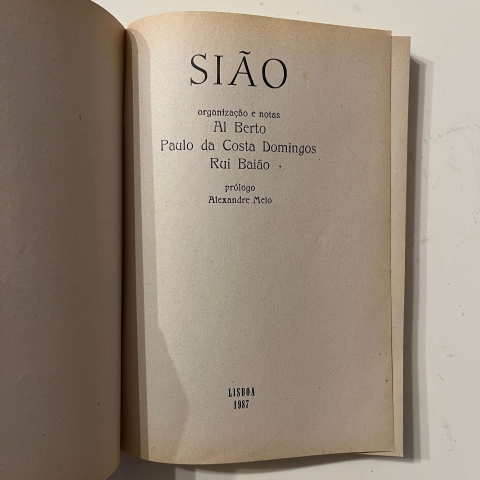 SIÃO
organização e notas
Al Berto
Paulo da Costa Domingos
Rui Baião
prólogo
Alexandre Melo
LISBOA
1987